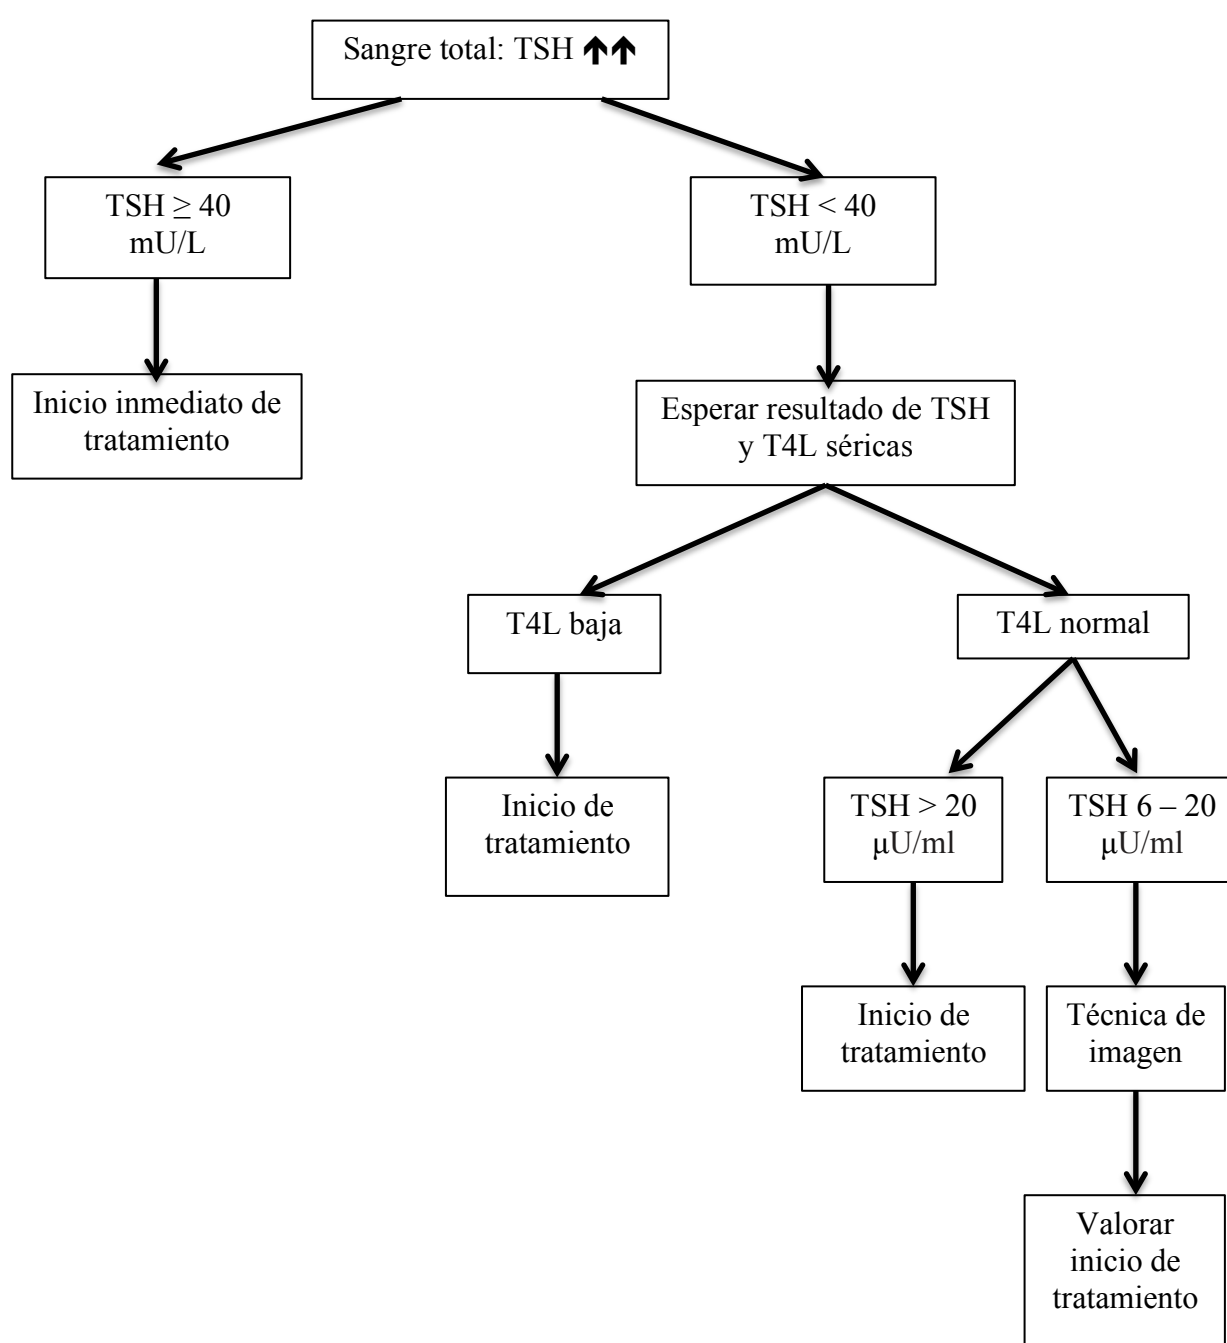 Sangre total: TSH ↑↑
TSH ≥ 40
mU/L
TSH < 40
mU/L
Inicio inmediato de
tratamiento
Esperar resultado de TSH
y T4L séricas
T4L baja
T4L normal
Inicio de
tratamiento
TSH > 20
μU/ml
TSH 6 – 20
μU/ml
Inicio de
tratamiento
Técnica de
imagen
Valorar
inicio de
tratamiento